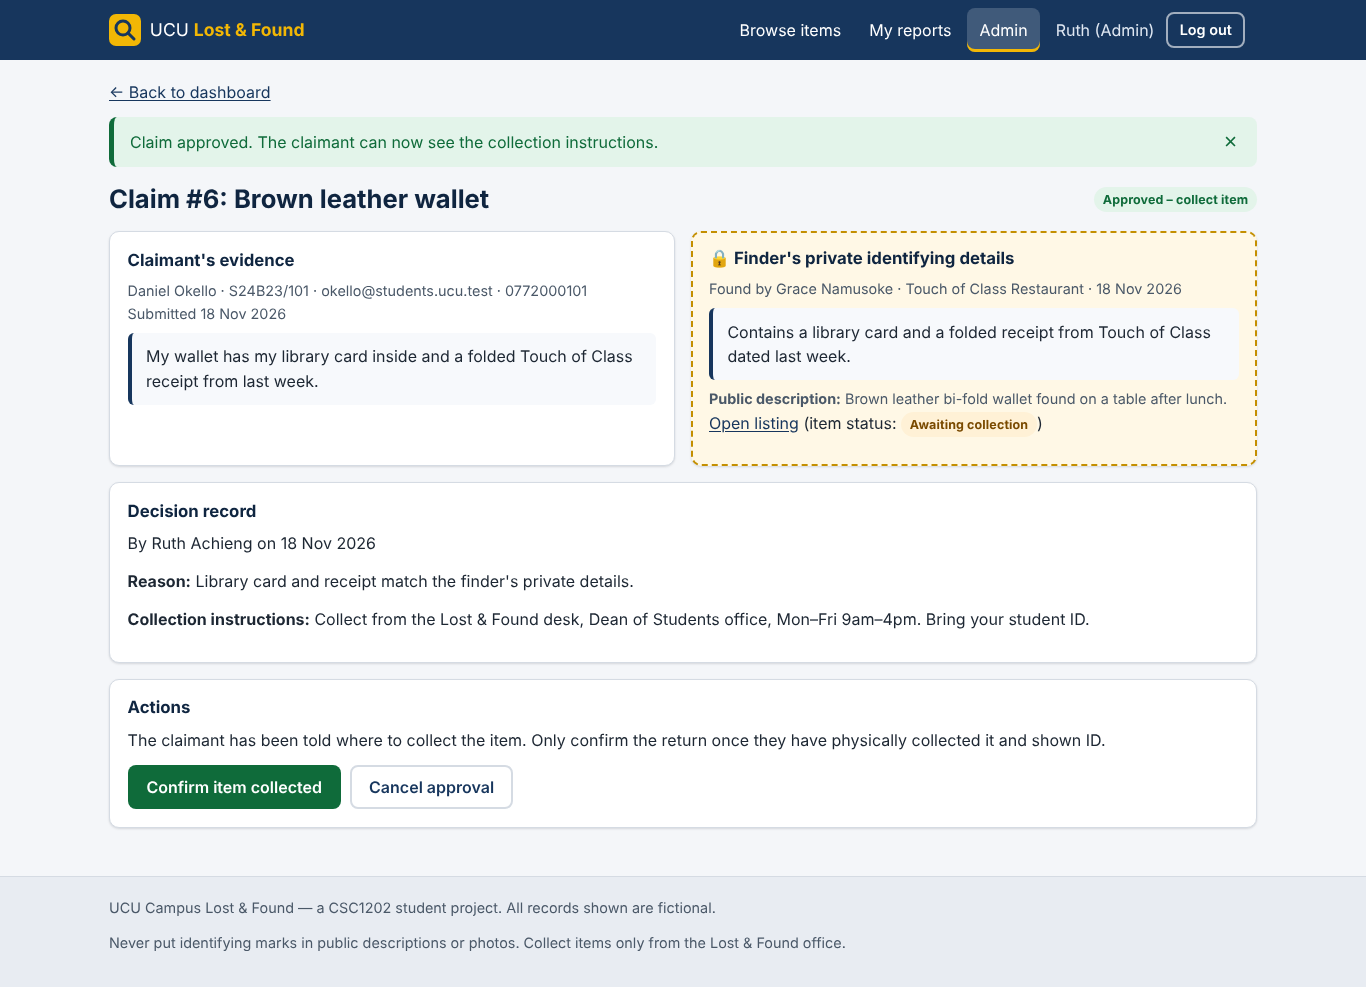 UCU Lost & Found
Browse items
My reports
Admin
Ruth (Admin)
Log out
← Back to dashboard
Claim approved. The claimant can now see the collection instructions.
✕
Claim #6: Brown leather wallet
Approved – collect item
Claimant's evidence
Daniel Okello · S24B23/101 · okello@students.ucu.test · 0772000101
Submitted 18 Nov 2026
My wallet has my library card inside and a folded Touch of Class
receipt from last week.
🔒 Finder's private identifying details
Found by Grace Namusoke · Touch of Class Restaurant · 18 Nov 2026
Contains a library card and a folded receipt from Touch of Class
dated last week.
Public description: Brown leather bi-fold wallet found on a table after lunch.
Open listing (item status: Awaiting collection )
Decision record
By Ruth Achieng on 18 Nov 2026
Reason: Library card and receipt match the finder's private details.
Collection instructions: Collect from the Lost & Found desk, Dean of Students office, Mon–Fri 9am–4pm. Bring your student ID.
Actions
The claimant has been told where to collect the item. Only confirm the return once they have physically collected it and shown ID.
Confirm item collected
Cancel approval
UCU Campus Lost & Found — a CSC1202 student project. All records shown are fictional.
Never put identifying marks in public descriptions or photos. Collect items only from the Lost & Found office.